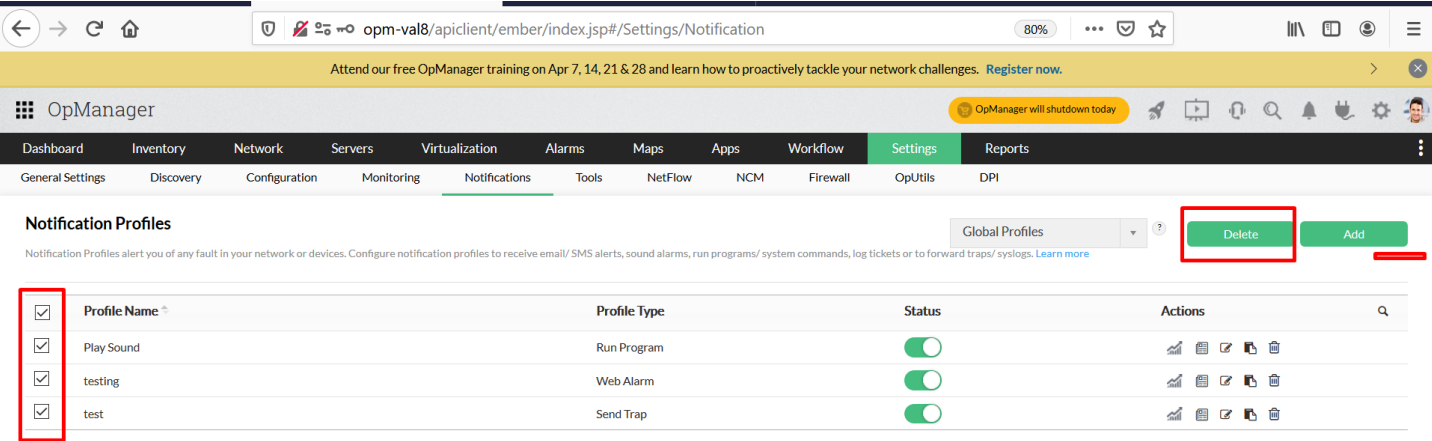 opm-val8/apiclient/ember/index.jsp#/Settings/Notification 80%
Attend our free OpManager training on Apr 7, 14, 21 & 28 and learn how to proactively tackle your network challenges. Register now.
OpManager OpManager will shutdown today
Dashboard Inventory Network Servers Virtualization Alarms Maps Apps Workflow Settings Reports
General Settings Discovery Configuration Monitoring Notifications Tools NetFlow NCM Firewall OpUtils DPI
Notification Profiles
Global Profiles ? Delete Add
Notification Profiles alert you of any fault in your network or devices. Configure notification profiles to receive email/ SMS alerts, sound alarms, run programs/ system commands, log tickets or to forward traps/ syslogs. Learn more
Profile Name Profile Type Status Actions
Play Sound Run Program
testing Web Alarm
test Send Trap